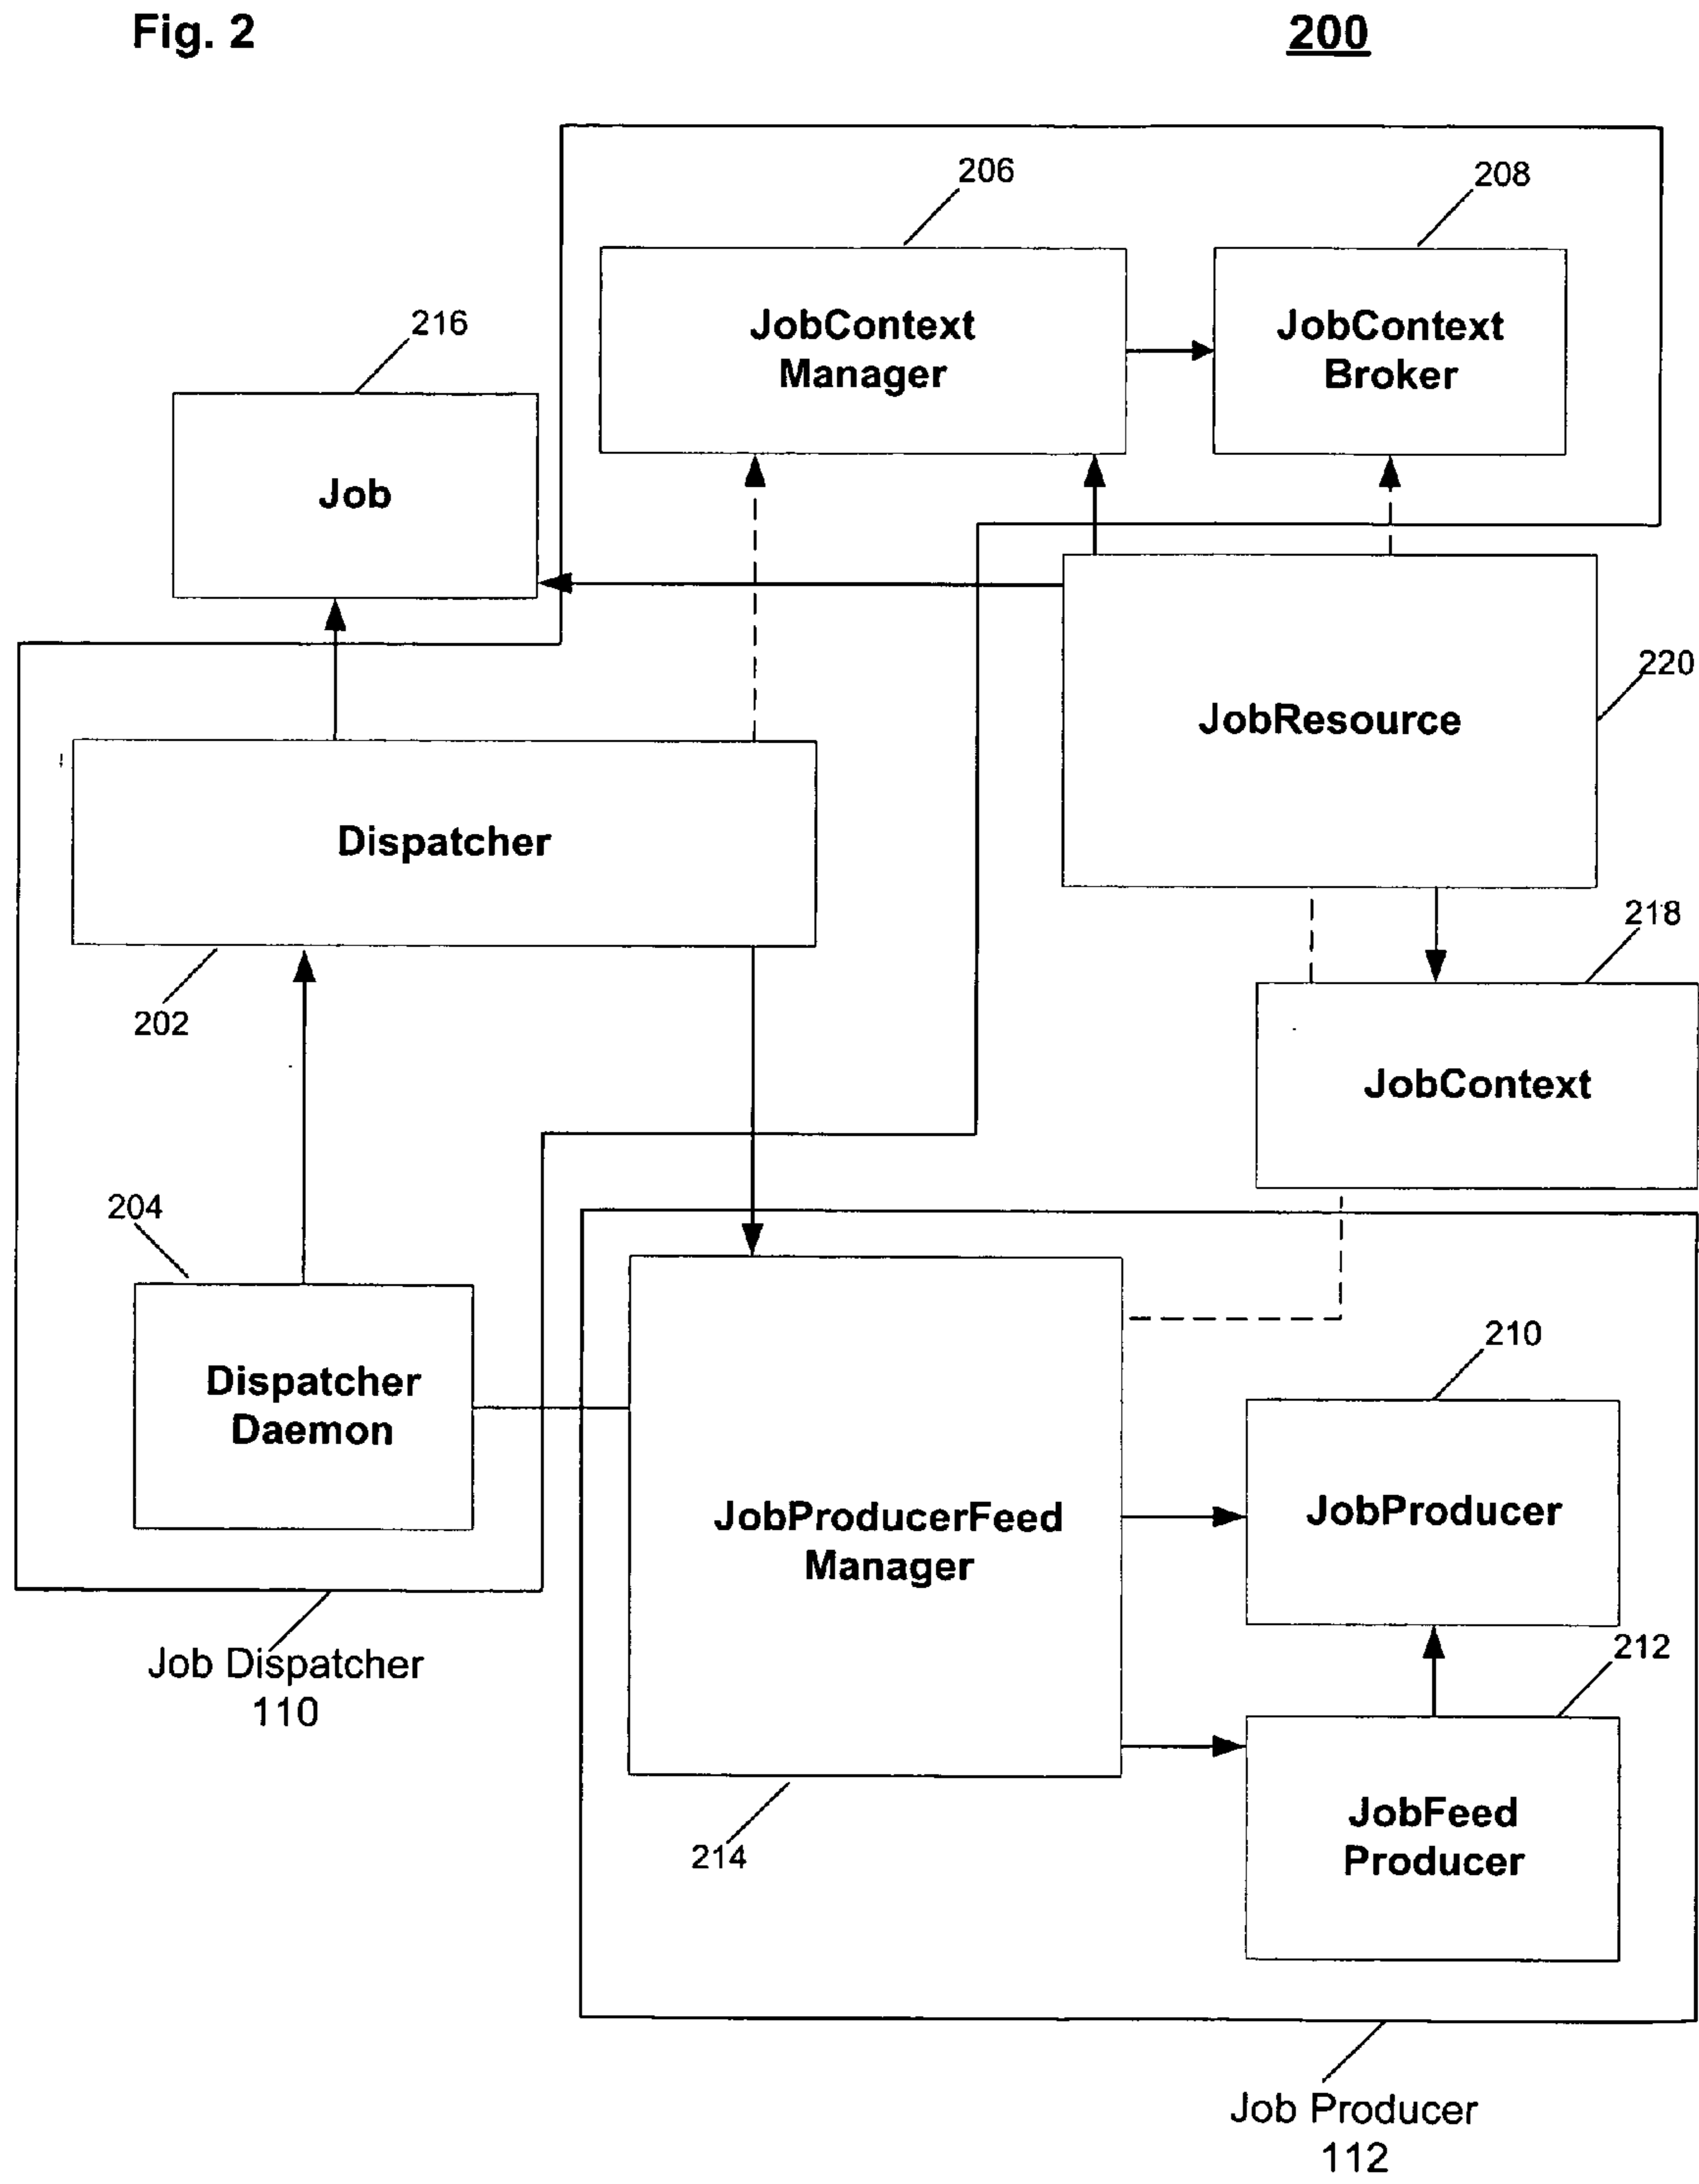 Fig. 2
200
206
208
JobContext
Manager
JobContext
Broker
216
Job
220
JobResource
Dispatcher
202
218
JobContext
204
Dispatcher
Daemon
210
JobProducer
JobProducerFeed
Manager
212
Job Dispatcher
110
JobFeed
Producer
214
Job Producer
112